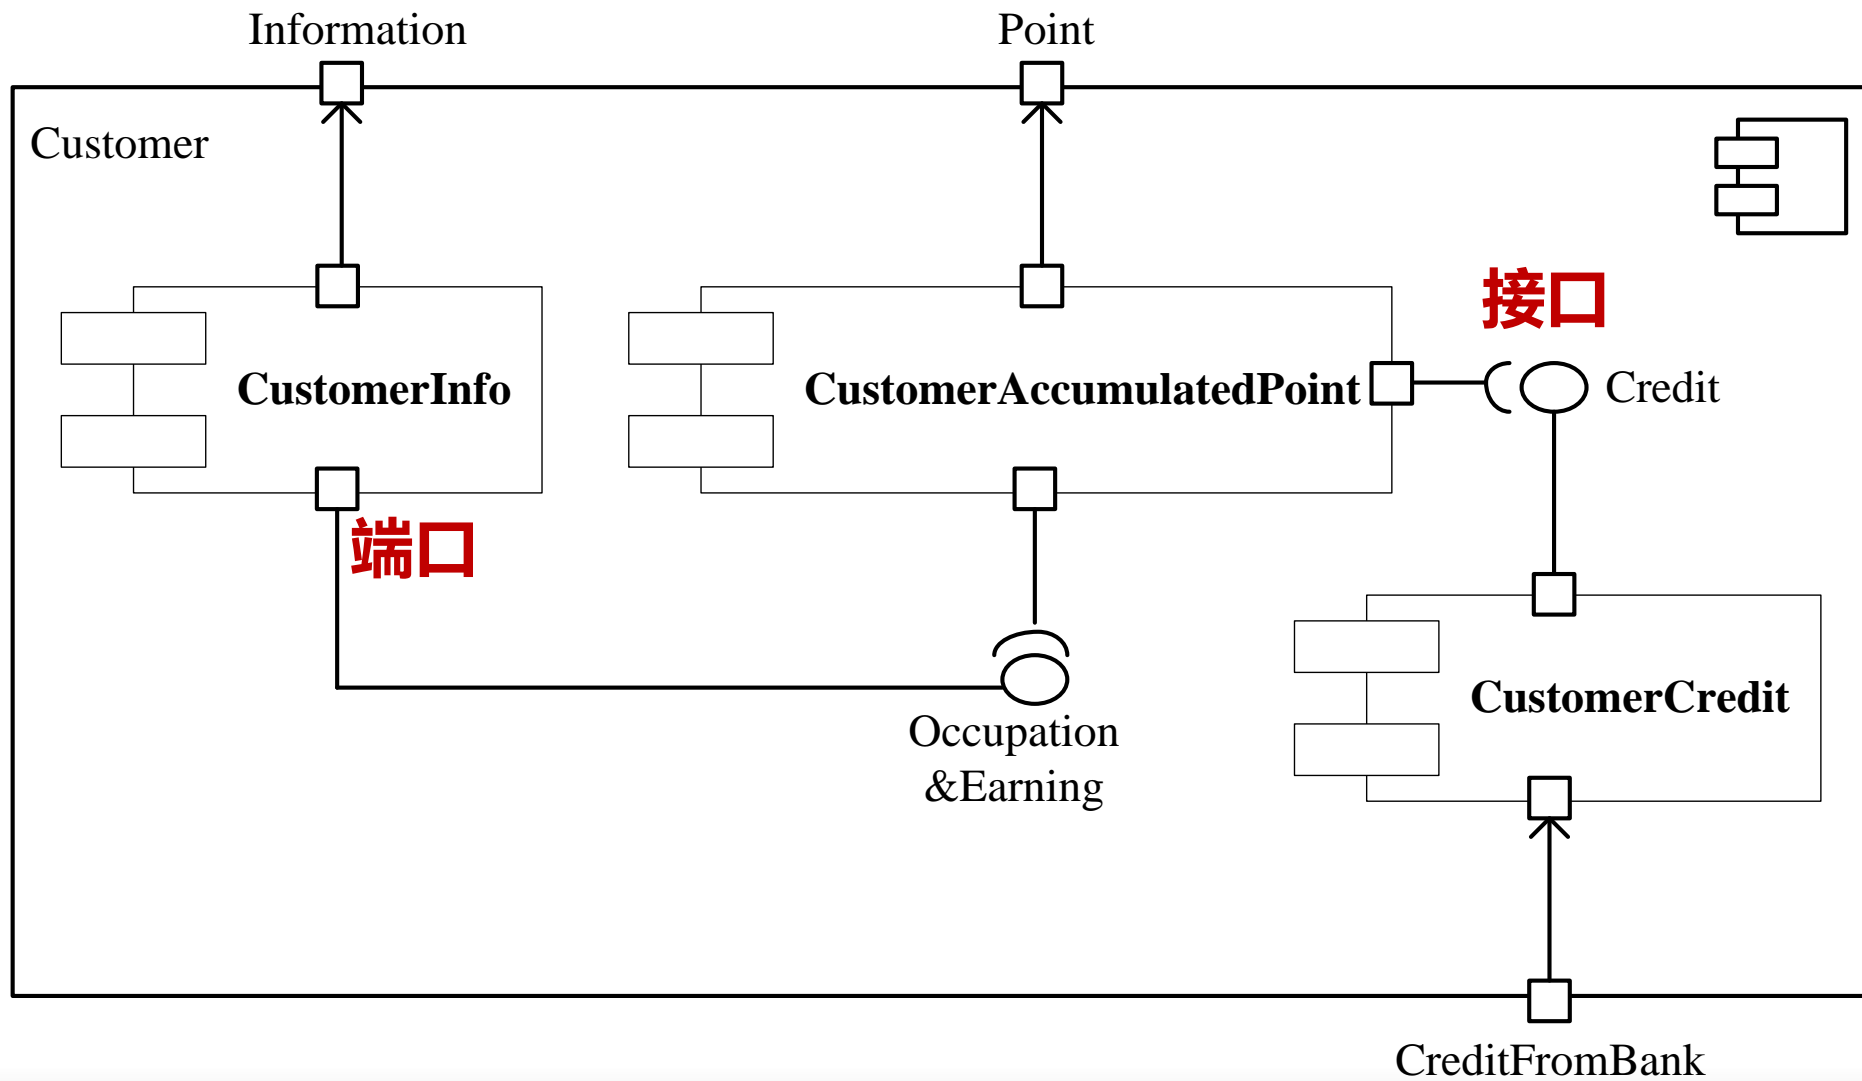 Information
Point
Customer
接口
CustomerInfo
CustomerAccumulatedPoint
Credit
端口
CustomerCredit
Occupation
&Earning
CreditFromBank